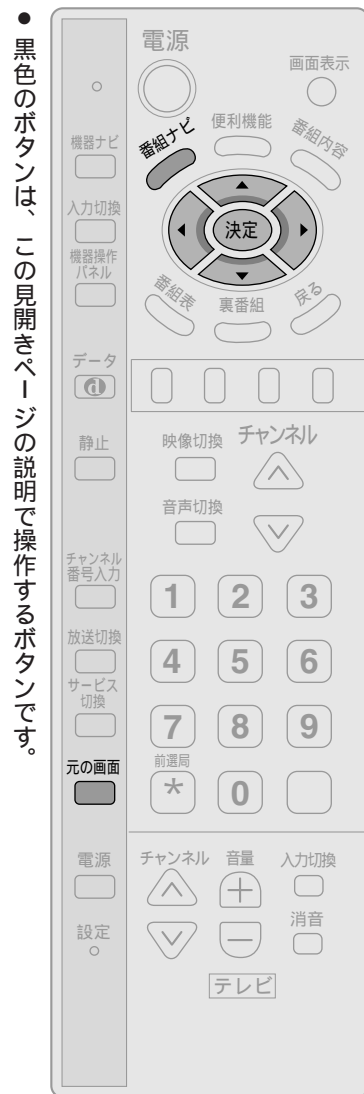 ● 黒色のボタンは、この見開きページの説明で操作するボタンです。
電源
画面表示
機器ナビ
番組ナビ
便利機能
番組内容
入力切換
決定
機器操作
パネル
番組表
裏番組
戻る
データ
d
静止
映像切換
チャンネル
音声切換
チャンネル
番号入力
1
2
3
放送切換
4
5
6
サービス
切換
7
8
9
元の画面
前選局
*
0
電源
チャンネル
音量
入力切換
+
設定
消音
−
テレビ